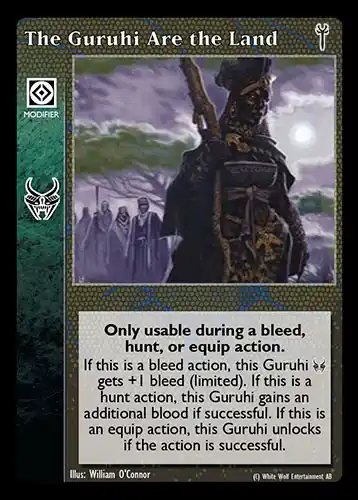 The Guruhi Are the Land
MODIFIER
Only usable during a bleed,
hunt, or equip action.
If this is a bleed action, this Guruhi
gets +1 bleed (limited). If this is a
hunt action, this Guruhi gains an
additional blood if successful. If this is
an equip action, this Guruhi unlocks
if the action is successful.
Illus: William O'Connor
(C) White Wolf Entertainment AB